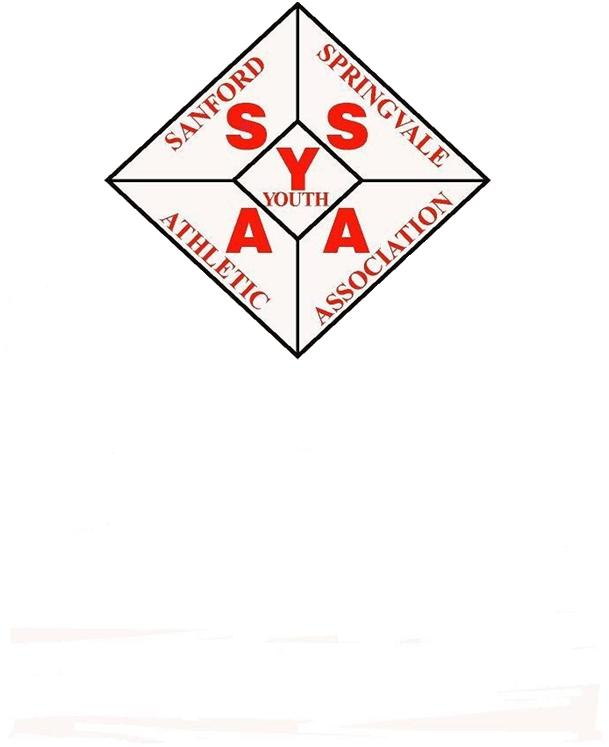 SANFORD
SPRINGVALE
S S
Y
YOUTH
A A
ATHLETIC
ASSOCIATION